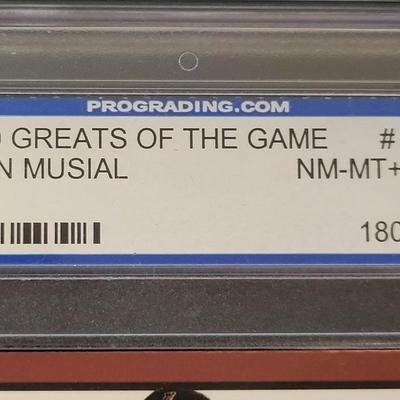 PROGRADING.COM
GREATS OF THE GAME #
MUSIAL NM-MT+
180